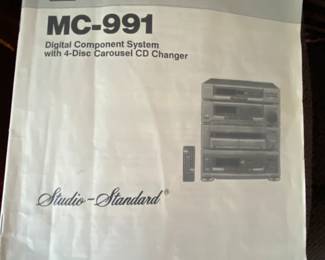 MC-991
Digital Component System
with 4-Disc Carousel CD Changer
Studio-Standard®